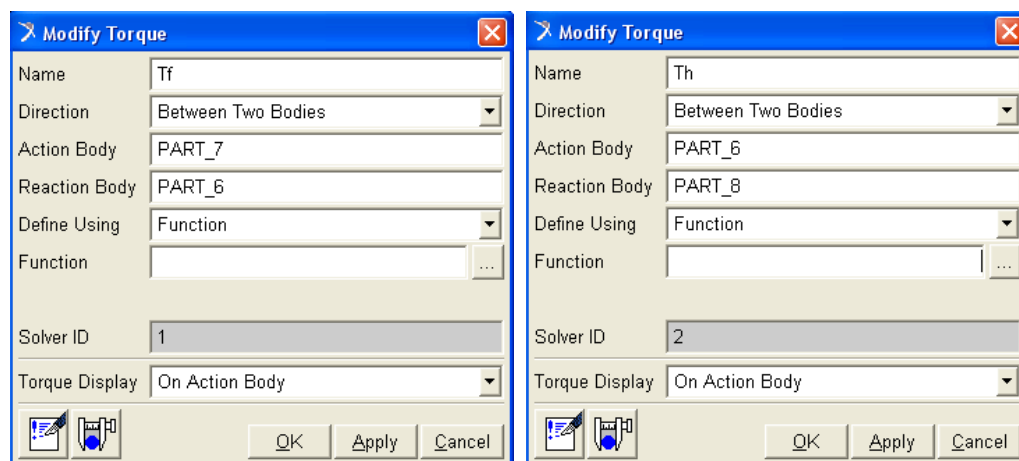 Modify Torque
Name Tf
Direction Between Two Bodies
Action Body PART_7
Reaction Body PART_6
Define Using Function
Function ...
Solver ID 1
Torque Display On Action Body
OK Apply Cancel
Modify Torque
Name Th
Direction Between Two Bodies
Action Body PART_6
Reaction Body PART_8
Define Using Function
Function ...
Solver ID 2
Torque Display On Action Body
OK Apply Cancel